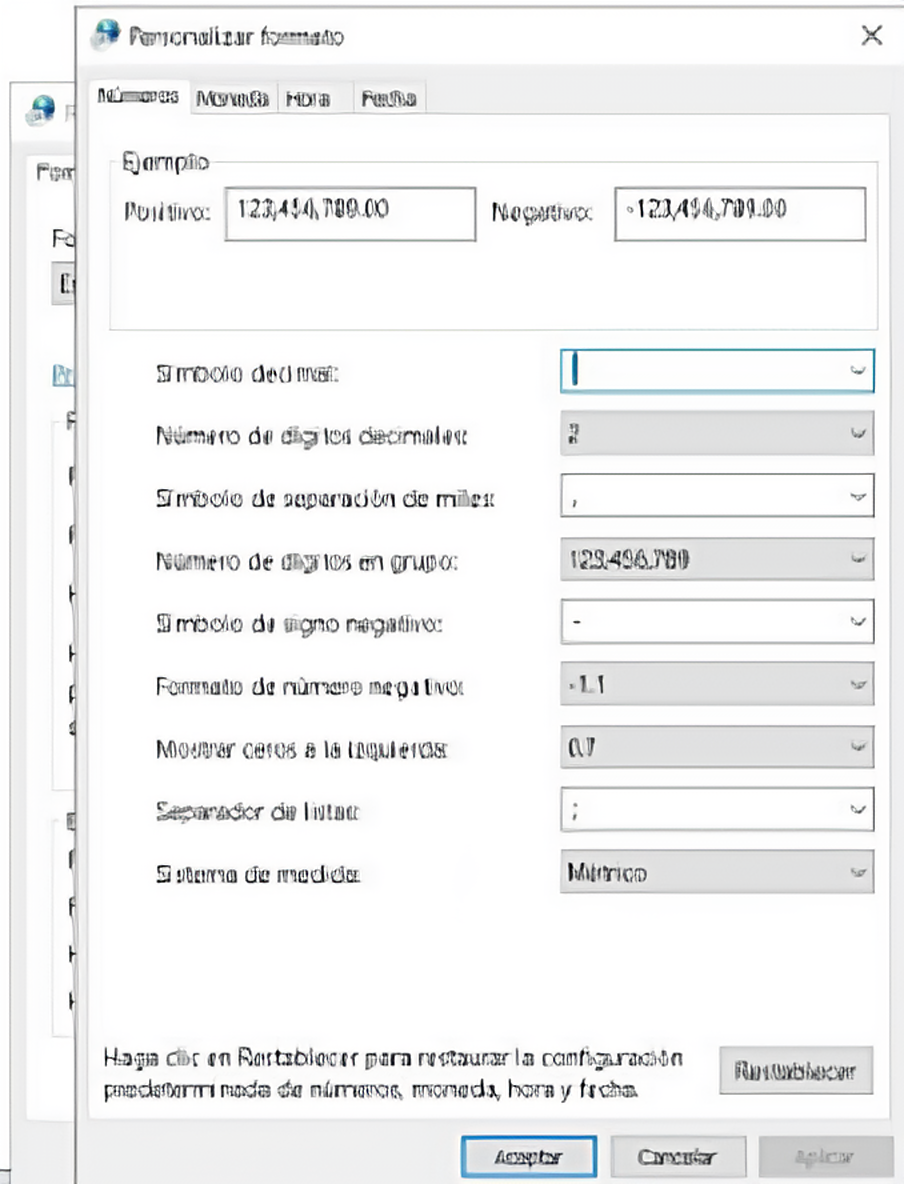 Personalizar formato
Números Moneda Hora Fecha
Ejemplo
Positivo: 123,456,789.00 Negativo: -123,456,789.00
Símbolo decimal:
Número de dígitos decimales: 2
Símbolo de separación de miles: ,
Número de dígitos en grupo: 123,456,789
Símbolo de signo negativo: -
Formato de número negativo: -1.1
Mostrar ceros a la izquierda: 0.7
Separador de listas: ;
Sistema de medida: Métrico
Haga clic en Restablecer para restaurar la configuración
predeterminada de números, moneda, hora y fecha.
Restablecer
Aceptar Cancelar Aplicar